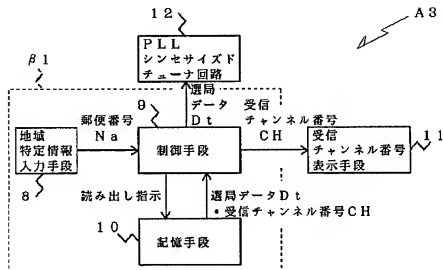 12
A3
PLL
シンセサイズド
チューナ回路
β1
9
選局
データ
Dt
受信
チャンネル番号
CH
郵便番号
Na
地域
特定情報
入力手段
8
制御手段
受信
チャンネル番号
表示手段
11
読み出し指示
選局データDt
・受信チャンネル番号CH
10
記憶手段